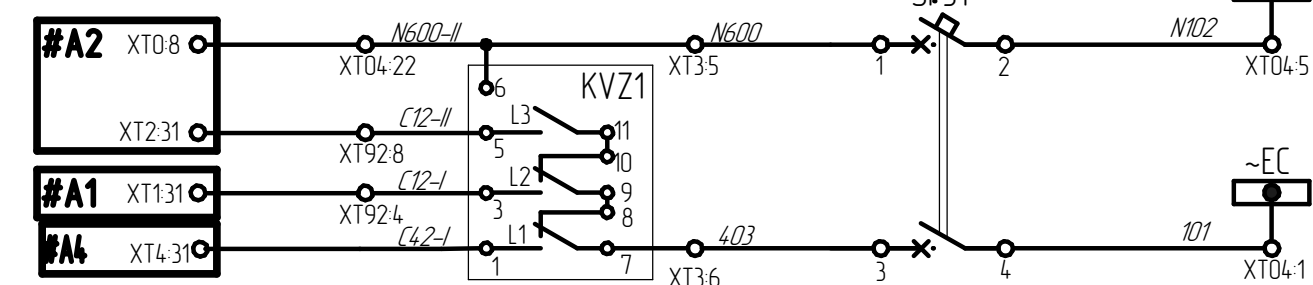 #A2 XT0:8 N600-II N600 N102
XT04:22 XT3:5 1 2 XT04:5
6 KVZ1
XT2:31 C12-II L3 11
XT92:8 5 10
~EC
#A1 XT1:31 C12-I L2 9
XT92:4 3 8
#A4 XT4:31 C42-I L1 403 101
1 7 XT3:6 3 4 XT04:1